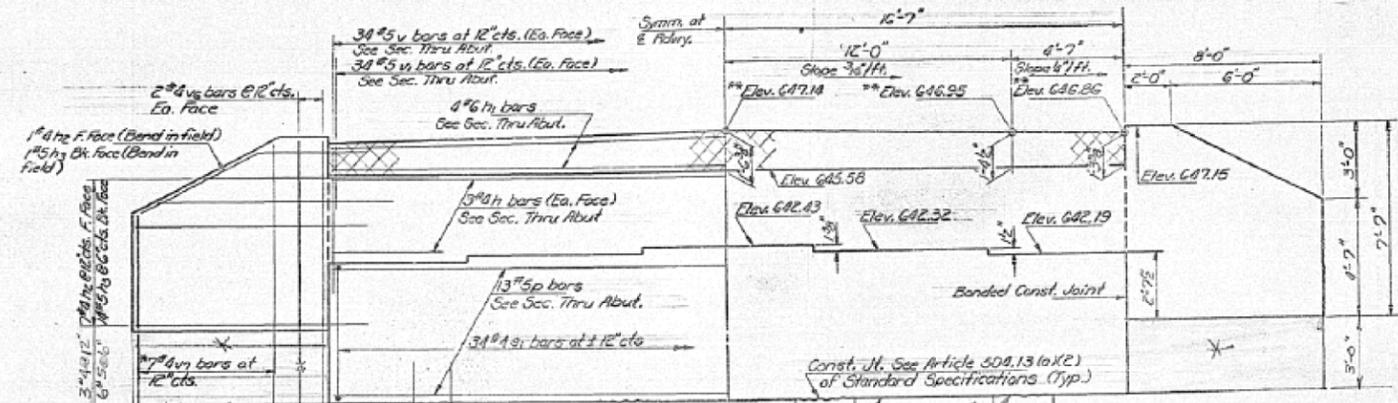 34 #5 v bars at 12" cts. (Ea. Face)
See Sec. Thru Abut.
34 #5 v₁ bars at 12" cts. (Ea. Face)
See Sec. Thru Abut.
Symm. at
℄ Rdwy.
16'-7"
12'-0"
4'-7"
Slope 3/16"/ft.
Slope 1/4"/ft.
8'-0"
2'-0"
6'-0"
2 #4 v6 bars @ 12" cts.
Ea. Face
4 #6 h₁ bars
See Sec. Thru Abut.
**Elev. 647.14
**Elev. 646.95
**
Elev. 646.86
1 #4 h2 F. Face (Bend in field)
1 #5 h3 Bk. Face (Bend in
field)
Elev. 645.58
Elev. 647.15
3'-0"
4'-7"
7'-7"
3'-0"
3 #4 h bars (Ea. Face)
See Sec. Thru Abut
Elev. 642.43
Elev. 642.32
Elev. 642.19
13 #5 p bars
See Sec. Thru Abut.
Bonded Const. Joint
34 #4 s₁ bars at ± 12" cts
Const. Jt. See Article 504.13 (a)(2)
of Standard Specifications (Typ.)
12" cts.